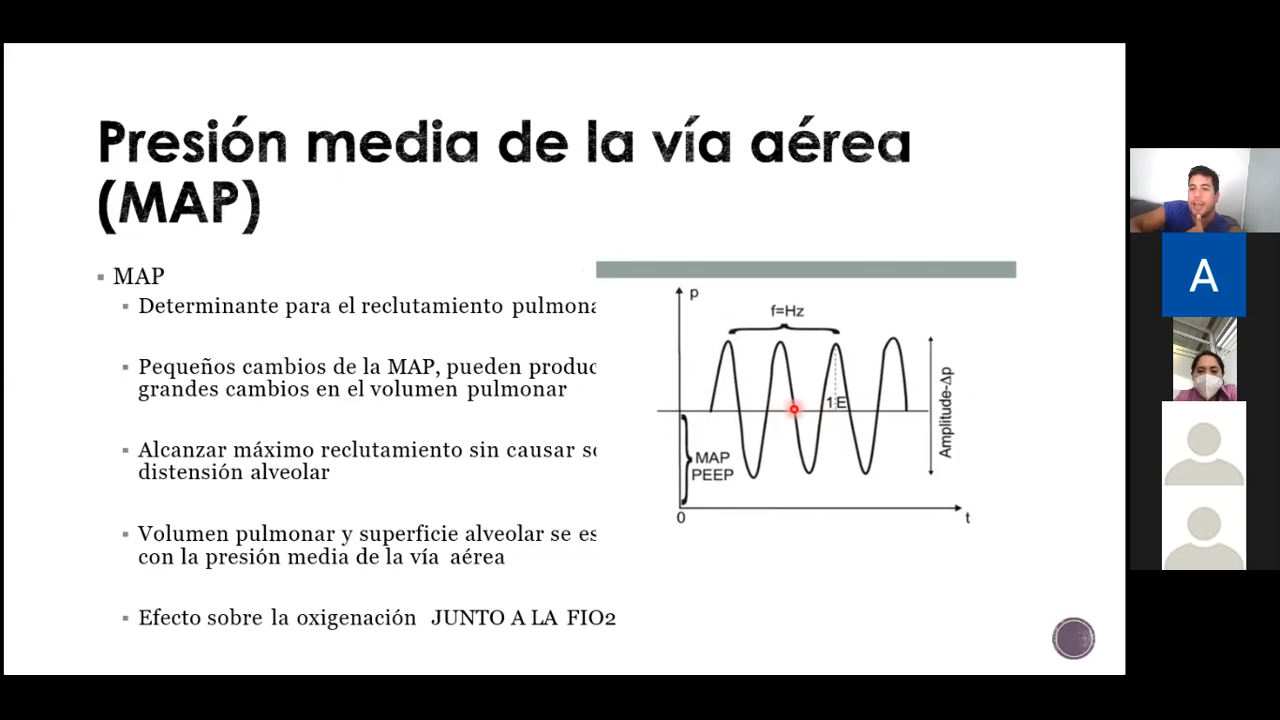 Presión media de la vía aérea
(MAP)
MAP
Determinante para el reclutamiento pulmona
Pequeños cambios de la MAP, pueden produc
grandes cambios en el volumen pulmonar
Alcanzar máximo reclutamiento sin causar so
distensión alveolar
Volumen pulmonar y superficie alveolar se es
con la presión media de la vía aérea
Efecto sobre la oxigenación JUNTO A LA FIO2
p
f=Hz
1:E
Amplitude-Δp
MAP
PEEP
0
t
A